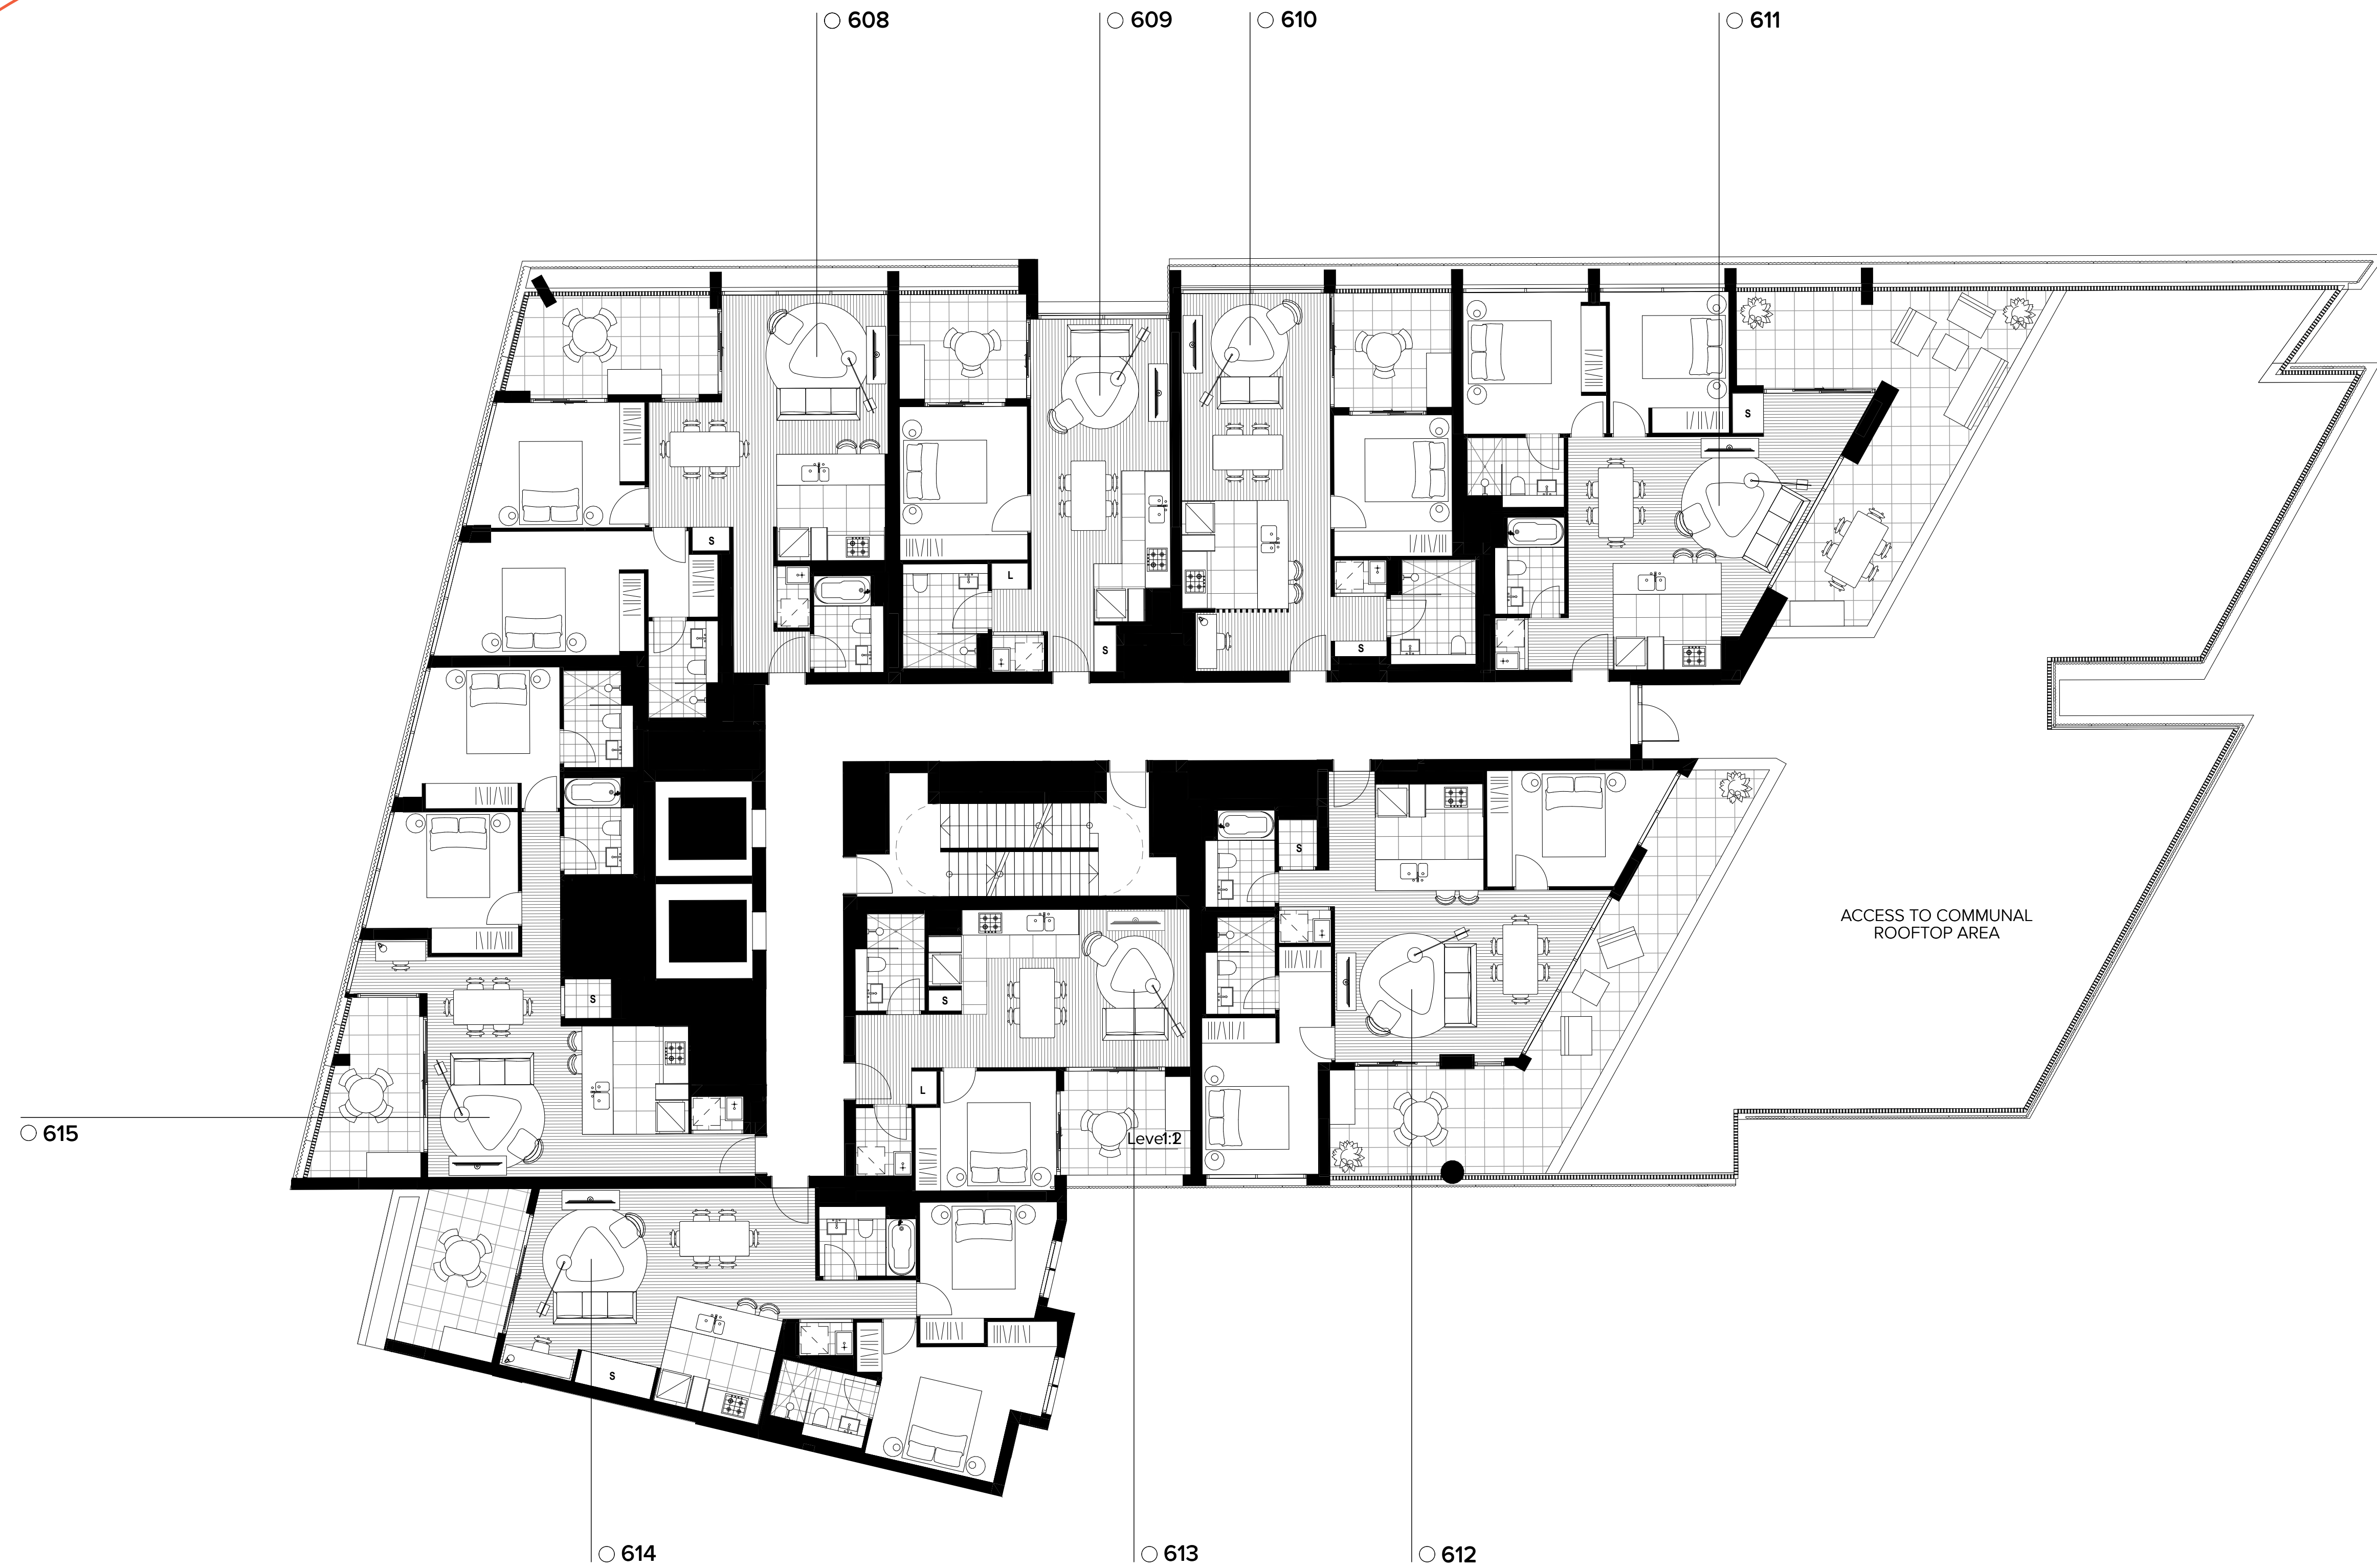 608
609
610
611
S
L
S
S
S
S
S
S
ACCESS TO COMMUNAL
ROOFTOP AREA
S
L
615
S
614
613
612